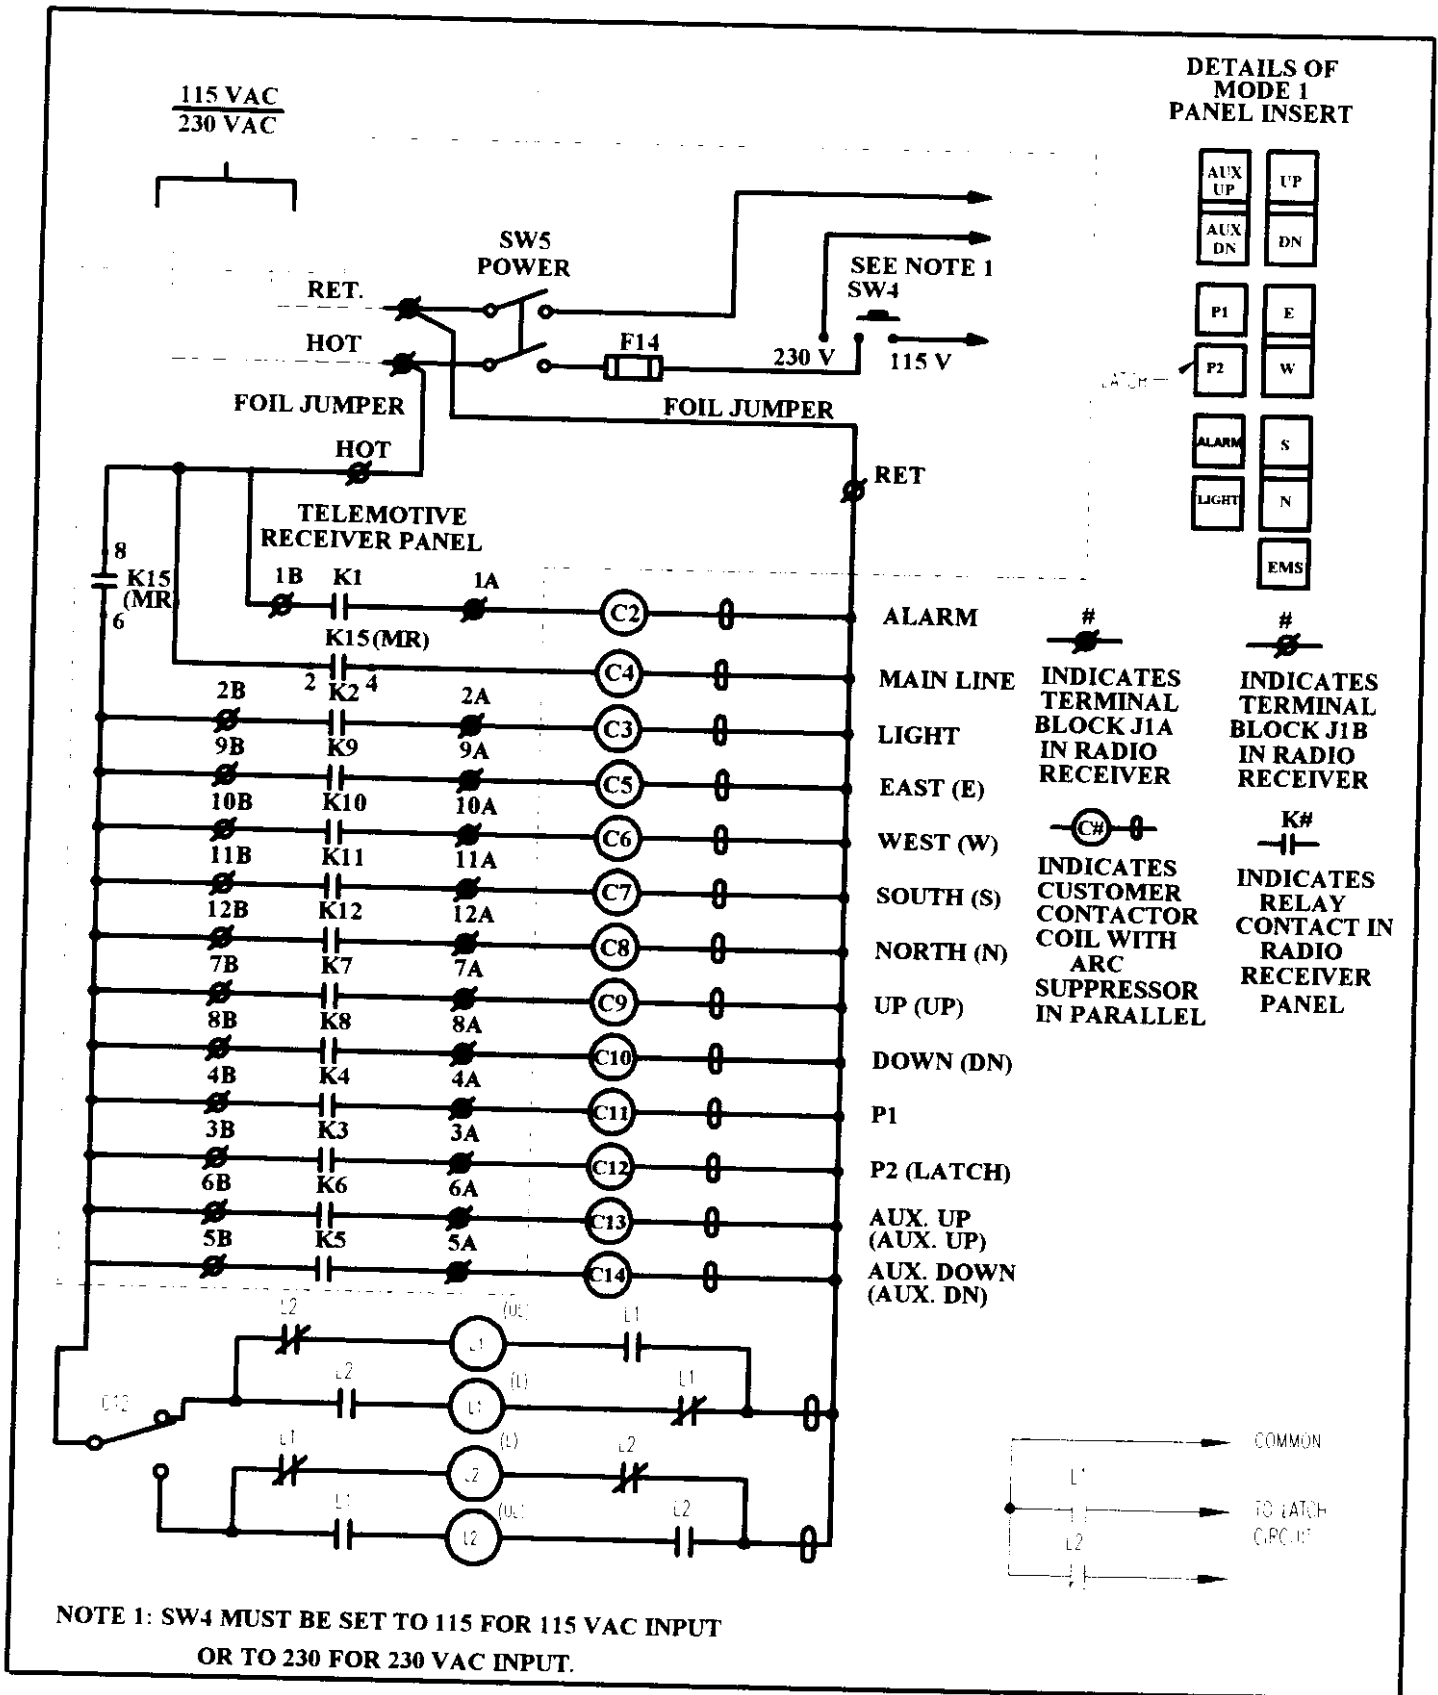 115 VAC
230 VAC
DETAILS OF
MODE 1
PANEL INSERT
AUX
UP
UP
AUX
DN
DN
P1
E
P2
W
ALARM
S
LIGHT
N
EMS
SW5
POWER
SEE NOTE 1
SW4
RET.
HOT
F14
230 V
115 V
FOIL JUMPER
FOIL JUMPER
HOT
RET
TELEMOTIVE
RECEIVER PANEL
8
K15
(MR
6
1B K1 1A
C2
ALARM
K15 (MR)
2 4
C4
MAIN LINE
2B K2 2A
C3
LIGHT
9B K9 9A
C5
EAST (E)
10B K10 10A
C6
WEST (W)
11B K11 11A
C7
SOUTH (S)
12B K12 12A
C8
NORTH (N)
7B K7 7A
C9
UP (UP)
8B K8 8A
C10
DOWN (DN)
4B K4 4A
C11
P1
3B K3 3A
C12
P2 (LATCH)
6B K6 6A
C13
AUX. UP
(AUX. UP)
5B K5 5A
C14
AUX. DOWN
(AUX. DN)
#
INDICATES
TERMINAL
BLOCK J1A
IN RADIO
RECEIVER
#
INDICATES
TERMINAL
BLOCK J1B
IN RADIO
RECEIVER
C#
INDICATES
CUSTOMER
CONTACTOR
COIL WITH
ARC
SUPPRESSOR
IN PARALLEL
K#
INDICATES
RELAY
CONTACT IN
RADIO
RECEIVER
PANEL
L2 L1 (UL) L1
L2 L1 (L) L1
L1 L2 (L) L2
L1 L2 (UL) L2
COMMON
L1
TO LATCH
L2
NOTE 1: SW4 MUST BE SET TO 115 FOR 115 VAC INPUT
OR TO 230 FOR 230 VAC INPUT.